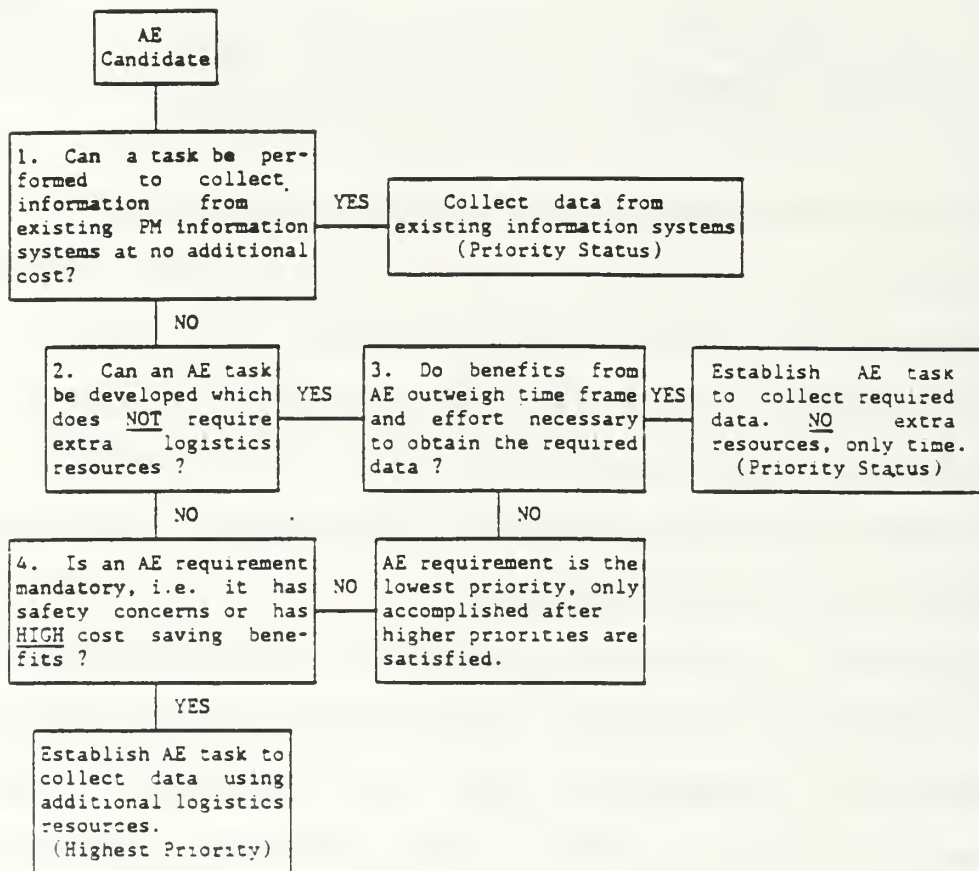 AE
Candidate
1. Can a task be per-
formed to collect
information from
existing PM information
systems at no additional
cost?
YES
Collect data from
existing information systems
(Priority Status)
NO
2. Can an AE task
be developed which
does NOT require
extra logistics
resources ?
YES
3. Do benefits from
AE outweigh time frame
and effort necessary
to obtain the required
data ?
YES
Establish AE task
to collect required
data. NO extra
resources, only time.
(Priority Status)
NO
NO
4. Is an AE requirement
mandatory, i.e. it has
safety concerns or has
HIGH cost saving bene-
fits ?
NO
AE requirement is the
lowest priority, only
accomplished after
higher priorities are
satisfied.
YES
Establish AE task to
collect data using
additional logistics
resources.
(Highest Priority)